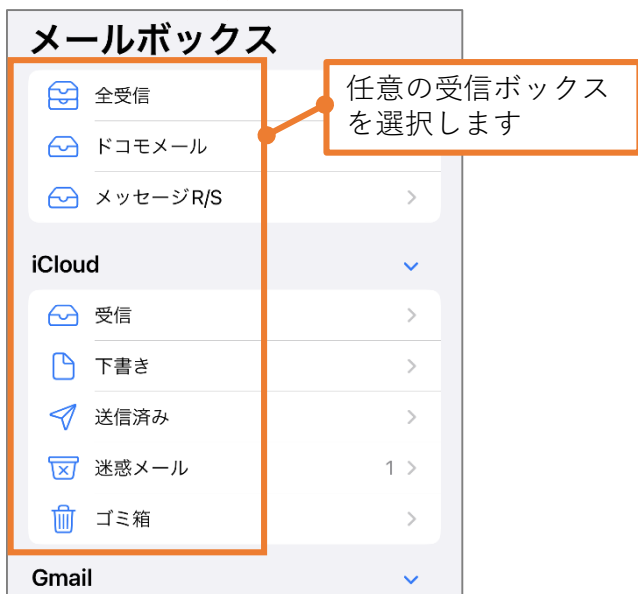 メールボックス
全受信
任意の受信ボックス
を選択します
ドコモメール
メッセージR/S
iCloud
受信
下書き
送信済み
迷惑メール 1
ゴミ箱
Gmail